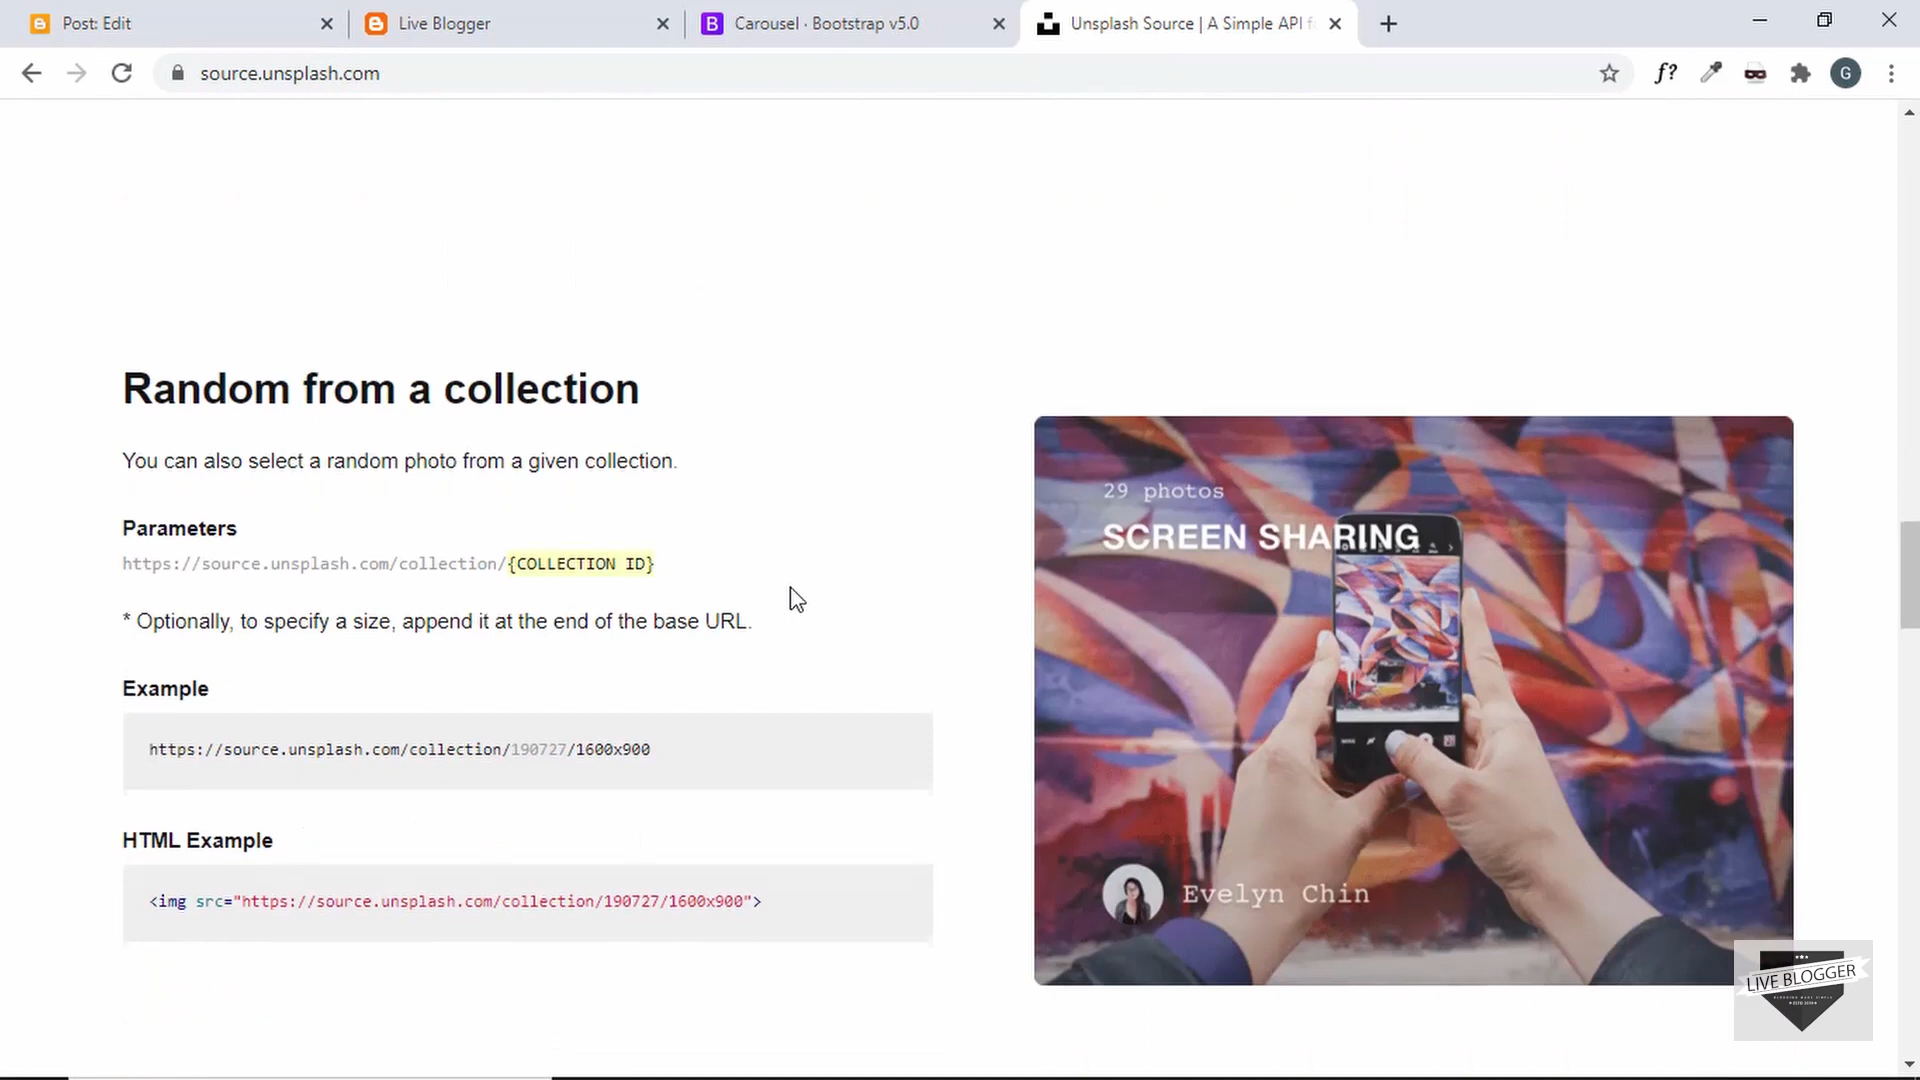 Post: Edit
Live Blogger
Carousel · Bootstrap v5.0
Unsplash Source | A Simple API f
source.unsplash.com
f?
G
Random from a collection
You can also select a random photo from a given collection.
Parameters
https://source.unsplash.com/collection/{COLLECTION ID}
* Optionally, to specify a size, append it at the end of the base URL.
Example
https://source.unsplash.com/collection/190727/1600x900
HTML Example
<img src="https://source.unsplash.com/collection/190727/1600x900">
29 photos
SCREEN SHARING
Evelyn Chin
LIVE BLOGGER